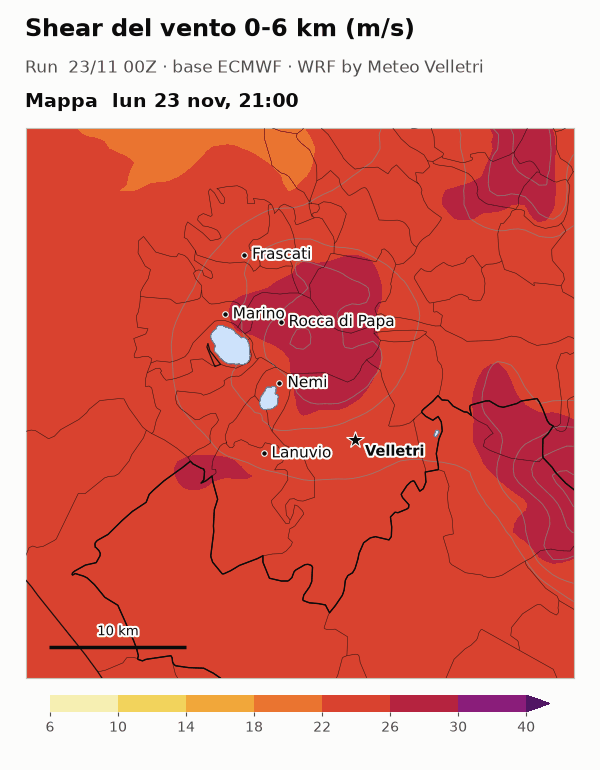 Shear del vento 0-6 km (m/s)
Run  23/11 00Z · base ECMWF · WRF by Meteo Velletri
Mappa  lun 23 nov, 21:00
Frascati
Marino
Rocca di Papa
Nemi
Velletri
Lanuvio
10 km
6 10 14 18 22 26 30 40